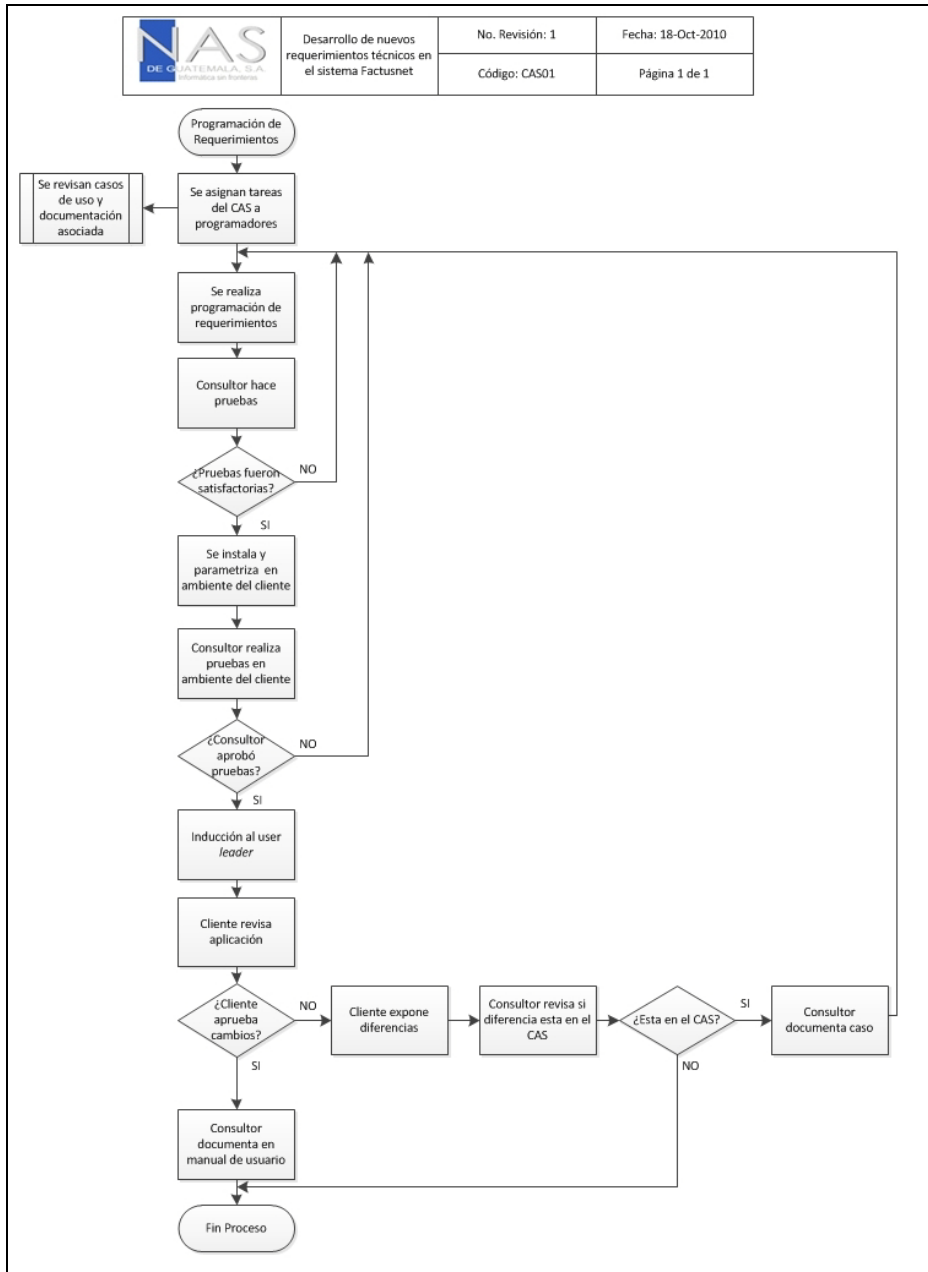 NAS
DE GUATEMALA, S.A.
Informática sin fronteras
Desarrollo de nuevos
requerimientos técnicos en
el sistema Factusnet
No. Revisión: 1
Fecha: 18-Oct-2010
Código: CAS01
Página 1 de 1
Programación de
Requerimientos
Se revisan casos
de uso y
documentación
asociada
Se asignan tareas
del CAS a
programadores
Se realiza
programación de
requerimientos
Consultor hace
pruebas
¿Pruebas fueron
satisfactorias?
NO
SI
Se instala y
parametriza en
ambiente del cliente
Consultor realiza
pruebas en
ambiente del cliente
¿Consultor
aprobó
pruebas?
NO
SI
Inducción al user
leader
Cliente revisa
aplicación
¿Cliente
aprueba
cambios?
NO
SI
Cliente expone
diferencias
Consultor revisa si
diferencia esta en el
CAS
¿Esta en el CAS?
SI
NO
Consultor
documenta caso
Consultor
documenta en
manual de usuario
Fin Proceso